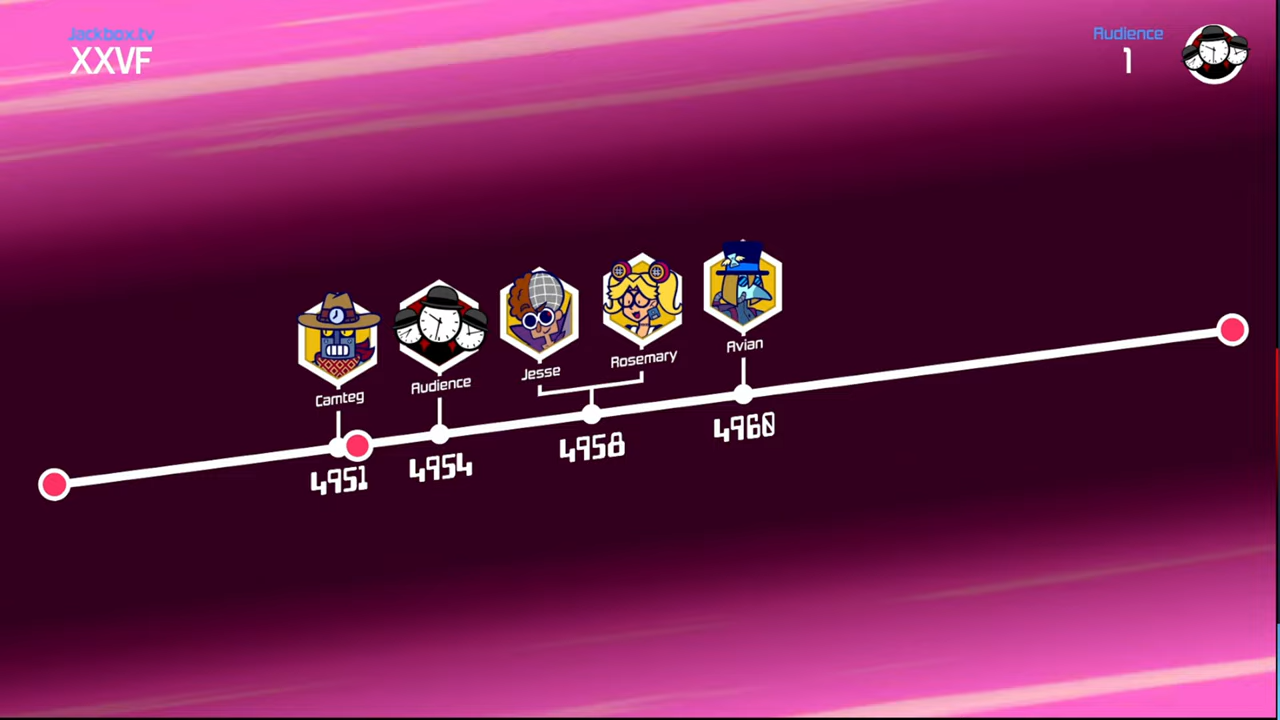 Jackbox.tv
XXVF
Audience
1
Camteg
Audience
Jesse
Rosemary
Avian
4951
4954
4958
4960